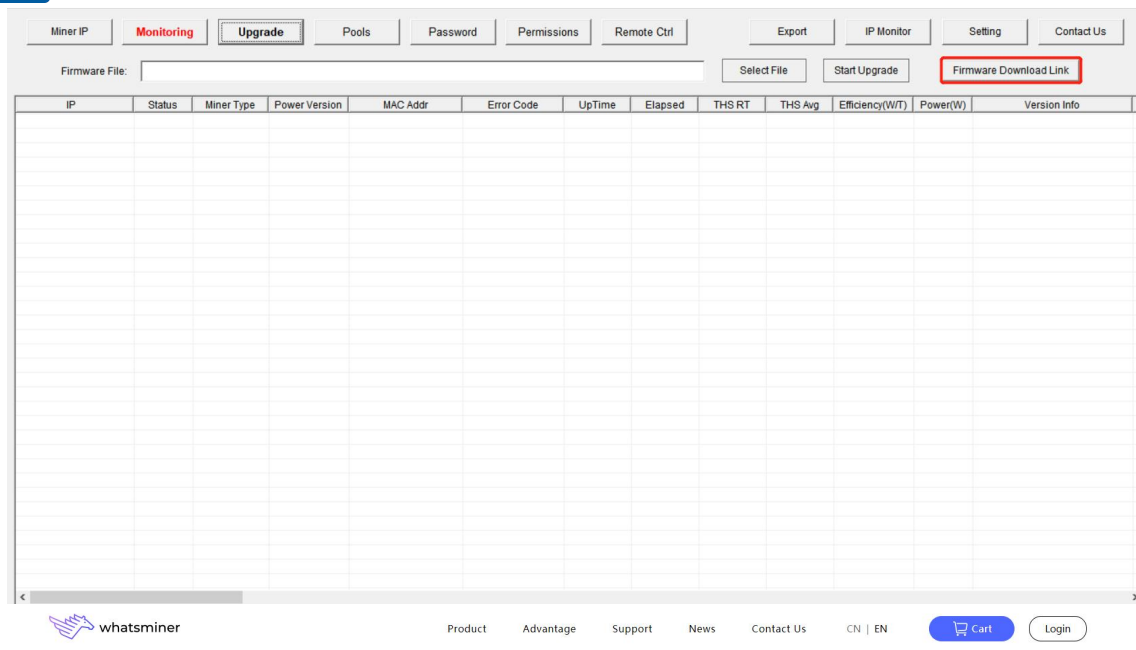 Miner IP Monitoring Upgrade Pools Password Permissions Remote Ctrl Export IP Monitor Setting Contact Us
Firmware File: Select File Start Upgrade Firmware Download Link
IP Status Miner Type Power Version MAC Addr Error Code UpTime Elapsed THS RT THS Avg Efficiency(W/T) Power(W) Version Info
whatsminer Product Advantage Support News Contact Us CN | EN Cart Login